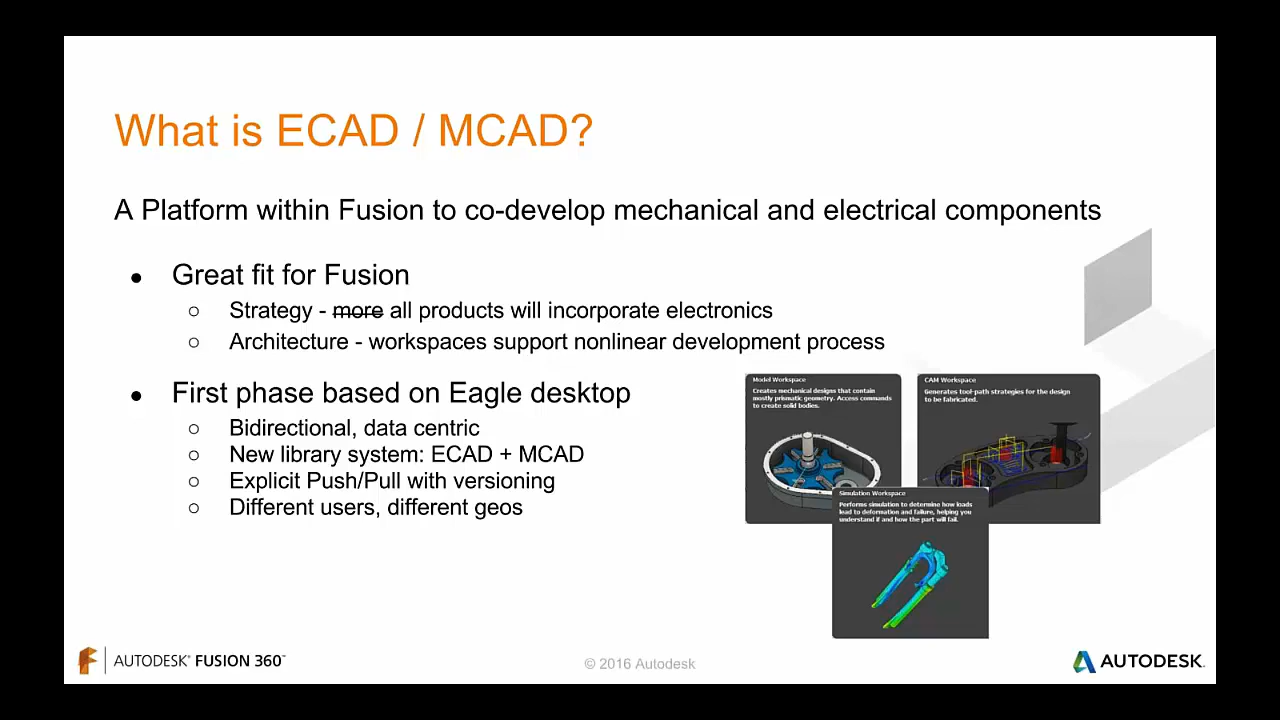 What is ECAD / MCAD?
A Platform within Fusion to co-develop mechanical and electrical components
● Great fit for Fusion
○ Strategy - more all products will incorporate electronics
○ Architecture - workspaces support nonlinear development process
● First phase based on Eagle desktop
○ Bidirectional, data centric
○ New library system: ECAD + MCAD
○ Explicit Push/Pull with versioning
○ Different users, different geos
Model Workspace
Creates mechanical designs that contain
mostly prismatic geometry. Access commands
to create solid bodies.
CAM Workspace
Generates tool-path strategies for the design
to be fabricated.
Simulation Workspace
Performs simulation to determine how loads
lead to deformation and failure, helping you
understand if and how the part will fail.
AUTODESK® FUSION 360™
© 2016 Autodesk
AUTODESK.